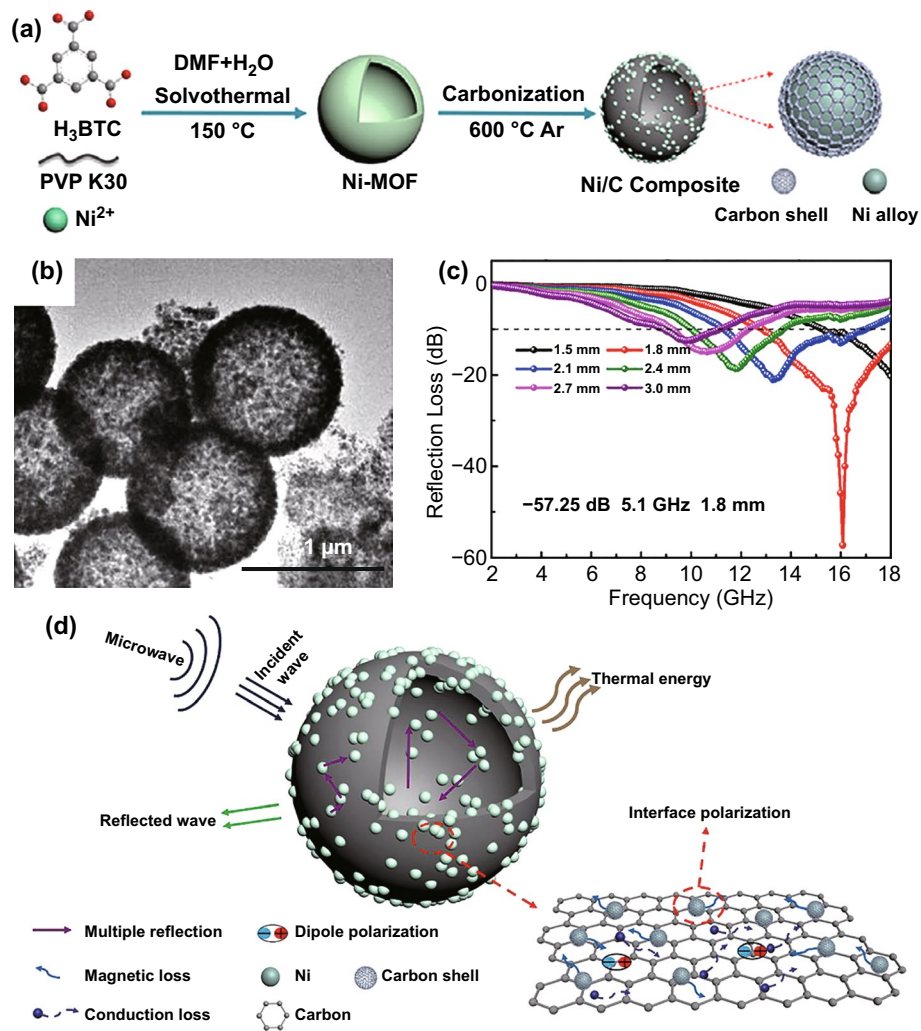 (a)
H₃BTC
PVP K30
Ni²⁺
DMF+H₂O
Solvothermal
150 °C
Ni-MOF
Carbonization
600 °C Ar
Ni/C Composite
Carbon shell
Ni alloy
(b)
1 µm
(c)
Reflection Loss (dB)
0
−20
−40
−60
1.5 mm
1.8 mm
2.1 mm
2.4 mm
2.7 mm
3.0 mm
−57.25 dB 5.1 GHz 1.8 mm
2 4 6 8 10 12 14 16 18
Frequency (GHz)
(d)
Microwave
Incident
wave
Thermal energy
Reflected wave
Interface polarization
Multiple reflection
Dipole polarization
− +
Magnetic loss
Ni
Carbon shell
Conduction loss
Carbon
− +
− +